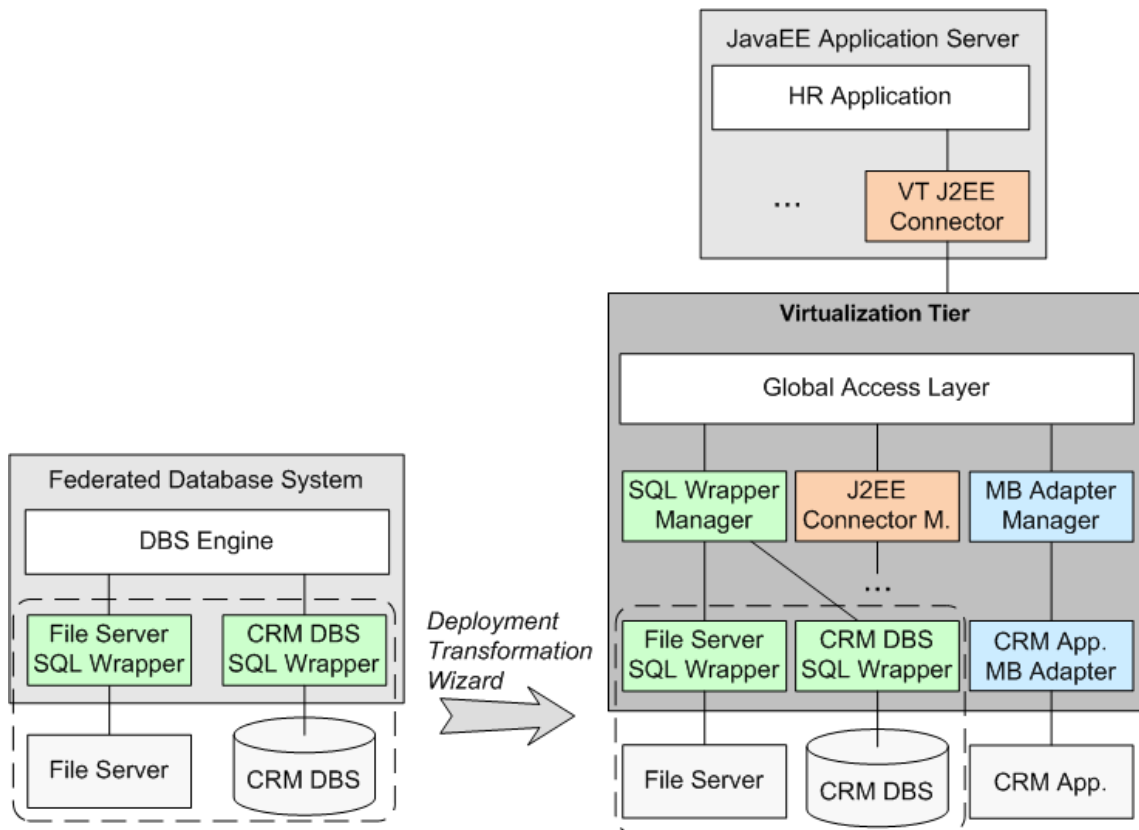 JavaEE Application Server
HR Application
...
VT J2EE
Connector
Virtualization Tier
Global Access Layer
SQL Wrapper
Manager
J2EE
Connector M.
MB Adapter
Manager
...
File Server
SQL Wrapper
CRM DBS
SQL Wrapper
CRM App.
MB Adapter
File Server
CRM DBS
CRM App.
Federated Database System
DBS Engine
File Server
SQL Wrapper
CRM DBS
SQL Wrapper
File Server
CRM DBS
Deployment
Transformation
Wizard